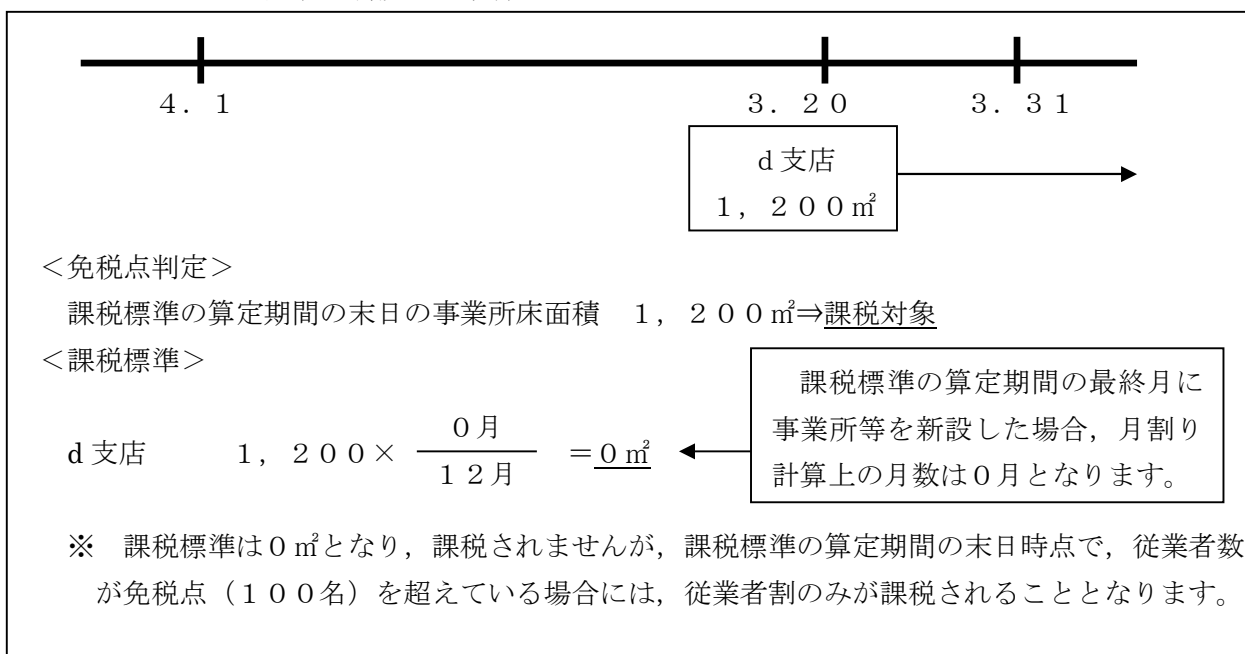 4．1
3．20
3．31
d支店
1，200㎡
＜免税点判定＞
課税標準の算定期間の末日の事業所床面積　1，200㎡⇒課税対象
＜課税標準＞
課税標準の算定期間の最終月に
事業所等を新設した場合，月割り
計算上の月数は0月となります。
d支店　1，200×
0月
12月
＝0㎡
※　課税標準は0㎡となり，課税されませんが，課税標準の算定期間の末日時点で，従業者数
が免税点（100名）を超えている場合には，従業者割のみが課税されることとなります。